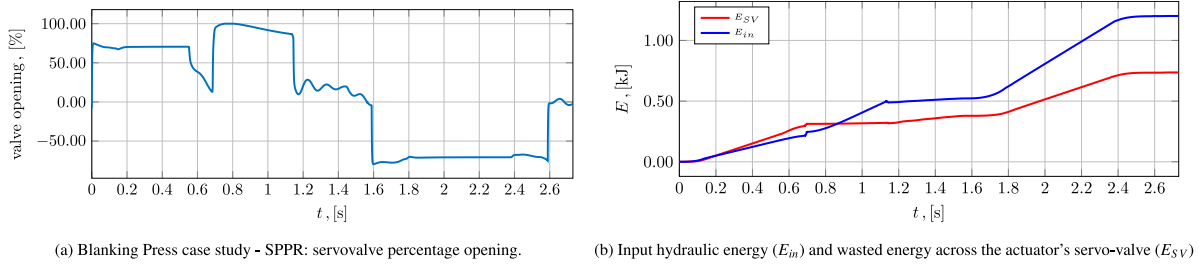 100.00
50.00
0.00
−50.00
valve opening , [%]
0 0.2 0.4 0.6 0.8 1 1.2 1.4 1.6 1.8 2 2.2 2.4 2.6
t , [s]
(a) Blanking Press case study - SPPR: servovalve percentage opening.
E_SV
E_in
1.00
0.50
0.00
E , [kJ]
0 0.2 0.4 0.6 0.8 1 1.2 1.4 1.6 1.8 2 2.2 2.4 2.6
t , [s]
(b) Input hydraulic energy (E_in) and wasted energy across the actuator's servo-valve (E_SV)